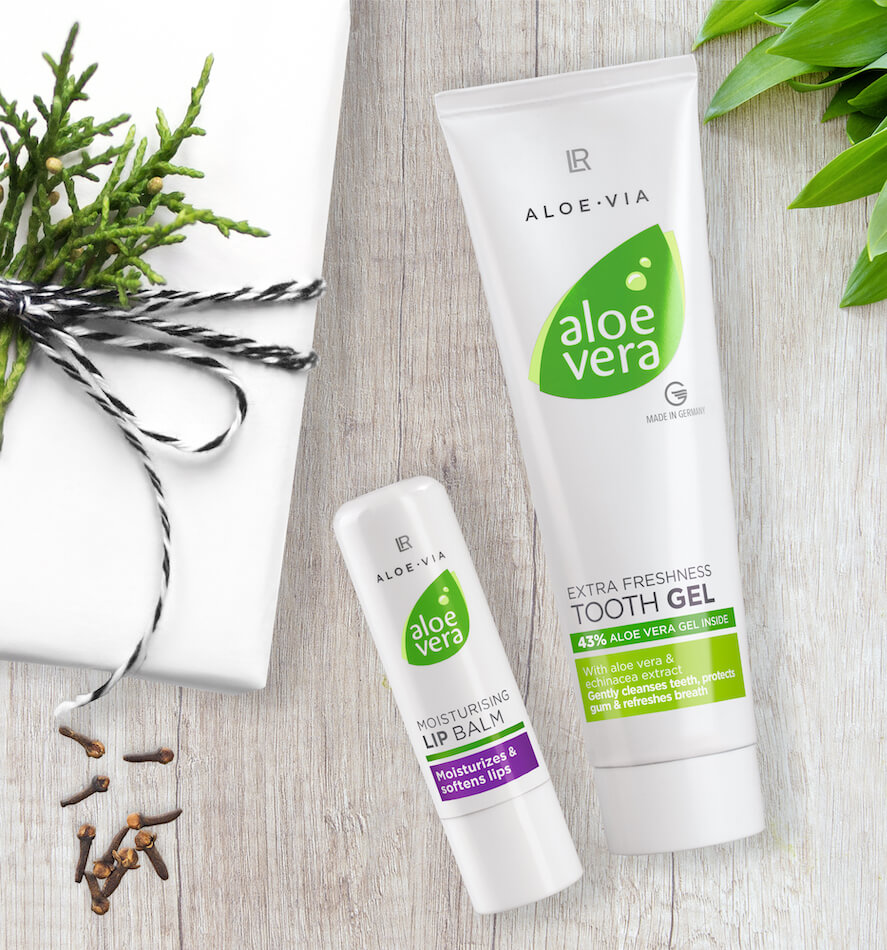 LR
ALOE·VIA
aloe
vera
MADE IN GERMANY
EXTRA FRESHNESS
TOOTH GEL
43% ALOE VERA GEL INSIDE
With aloe vera &
echinacea extract
Gently cleanses teeth, protects
gum & refreshes breath
LR
ALOE·VIA
aloe
vera
MOISTURISING
LIP BALM
Moisturizes &
softens lips